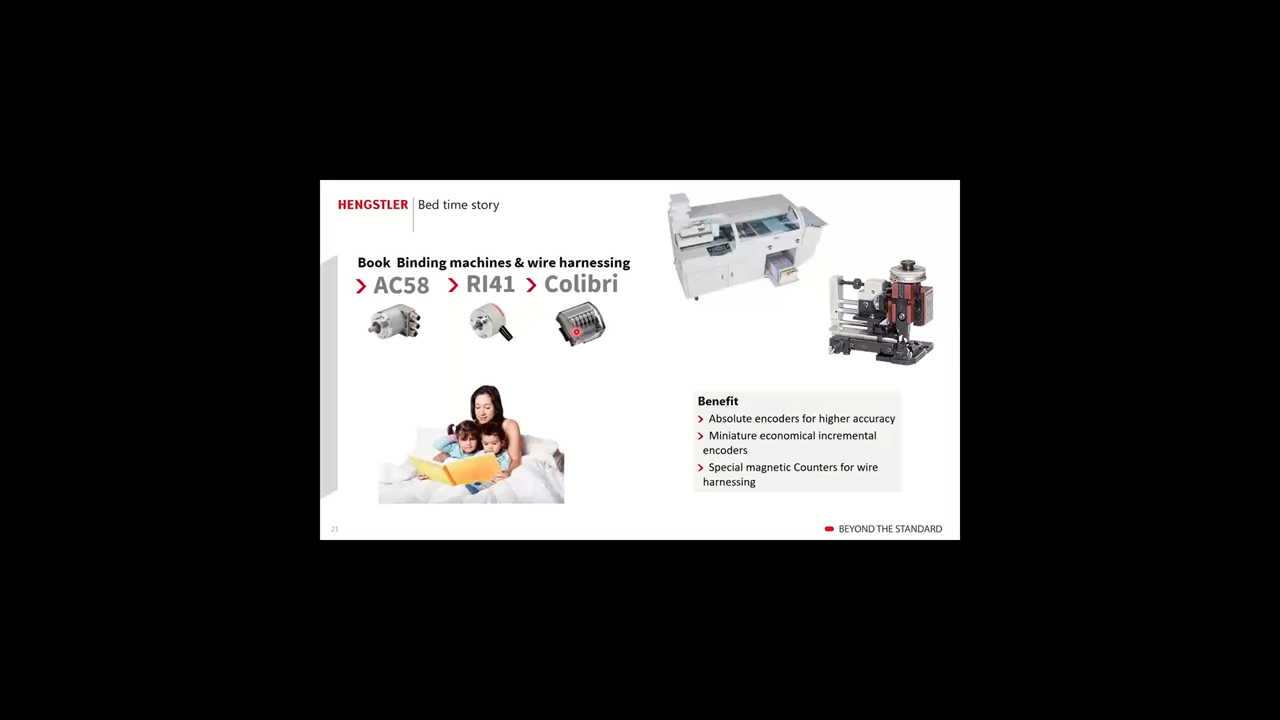 HENGSTLER Bed time story
Book Binding machines & wire harnessing
AC58 RI41 Colibri
Benefit
Absolute encoders for higher accuracy
Miniature economical incremental
encoders
Special magnetic Counters for wire
harnessing
21
BEYOND THE STANDARD